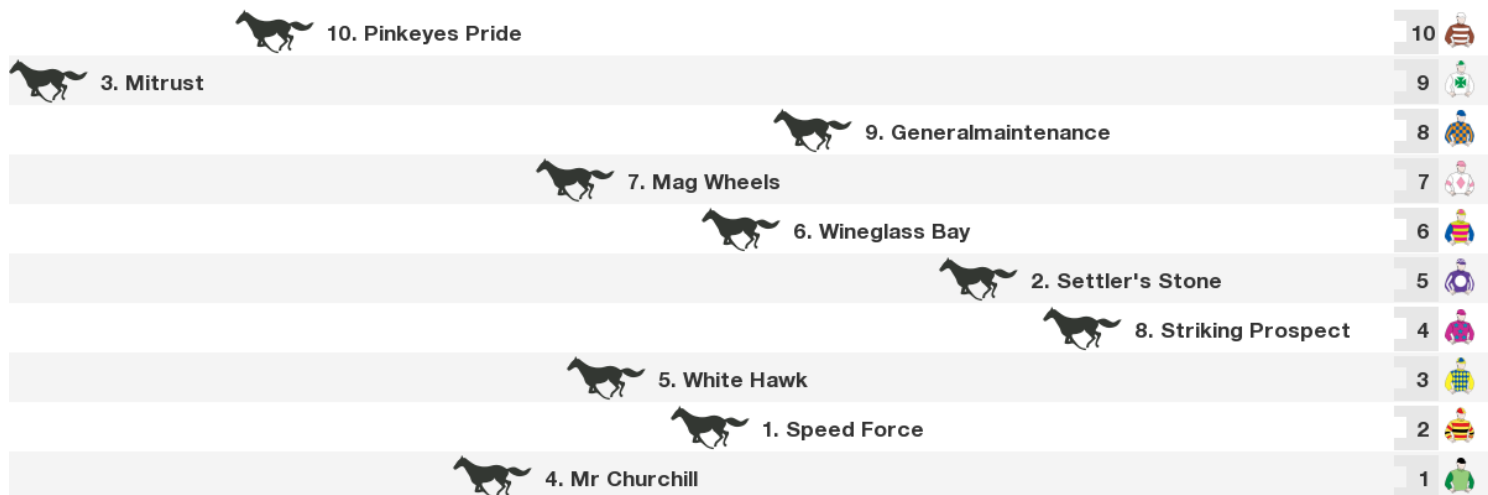 10. Pinkeyes Pride 10
3. Mitrust 9
9. Generalmaintenance 8
7. Mag Wheels 7
6. Wineglass Bay 6
2. Settler's Stone 5
8. Striking Prospect 4
5. White Hawk 3
1. Speed Force 2
4. Mr Churchill 1